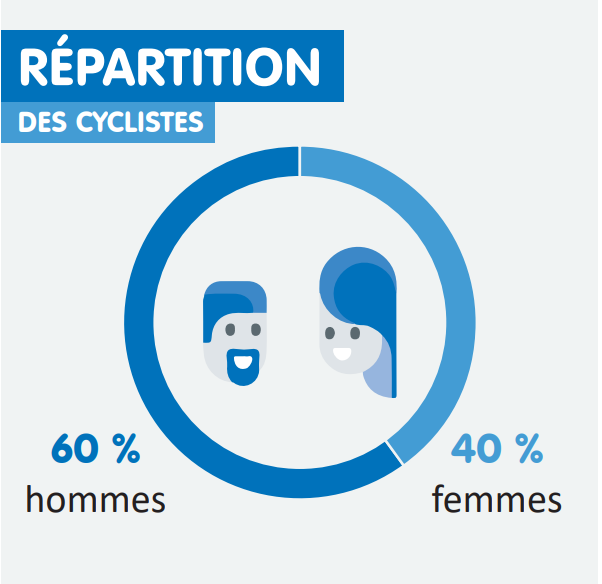 RÉPARTITION
DES CYCLISTES
60 %
hommes
40 %
femmes